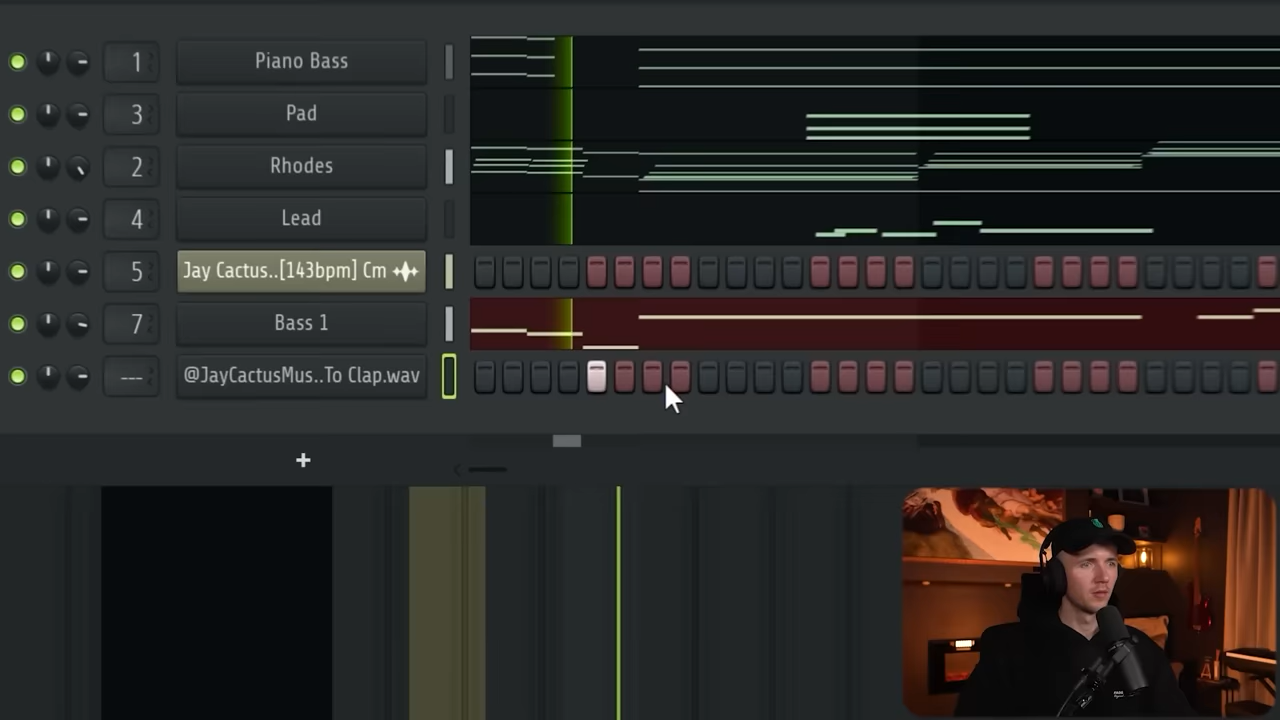 1 Piano Bass
3 Pad
2 Rhodes
4 Lead
5 Jay Cactus..[143bpm] Cm
7 Bass 1
--- @JayCactusMus..To Clap.wav
+